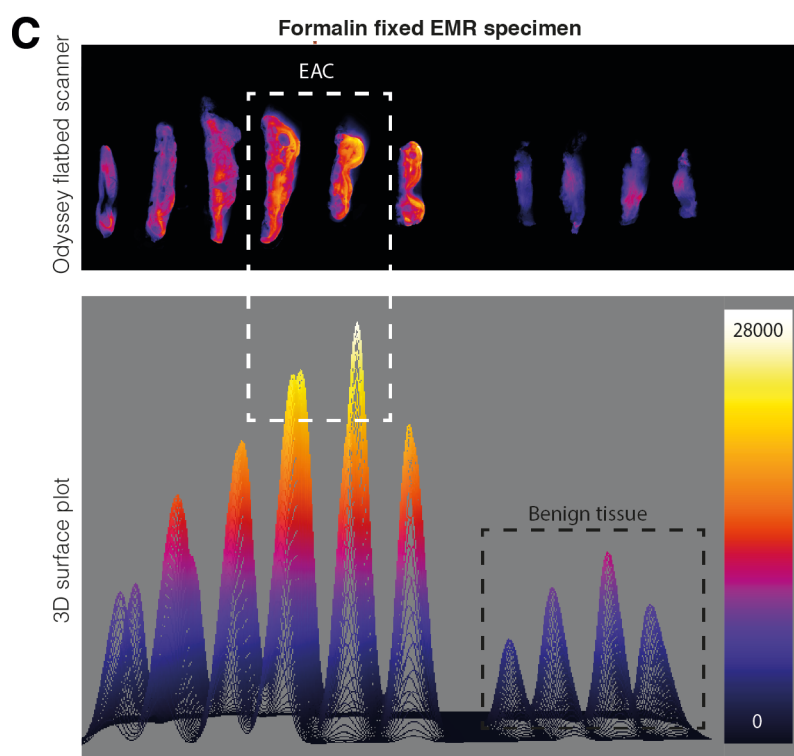 C
Formalin fixed EMR specimen
Odyssey flatbed scanner
EAC
3D surface plot
Benign tissue
28000
0